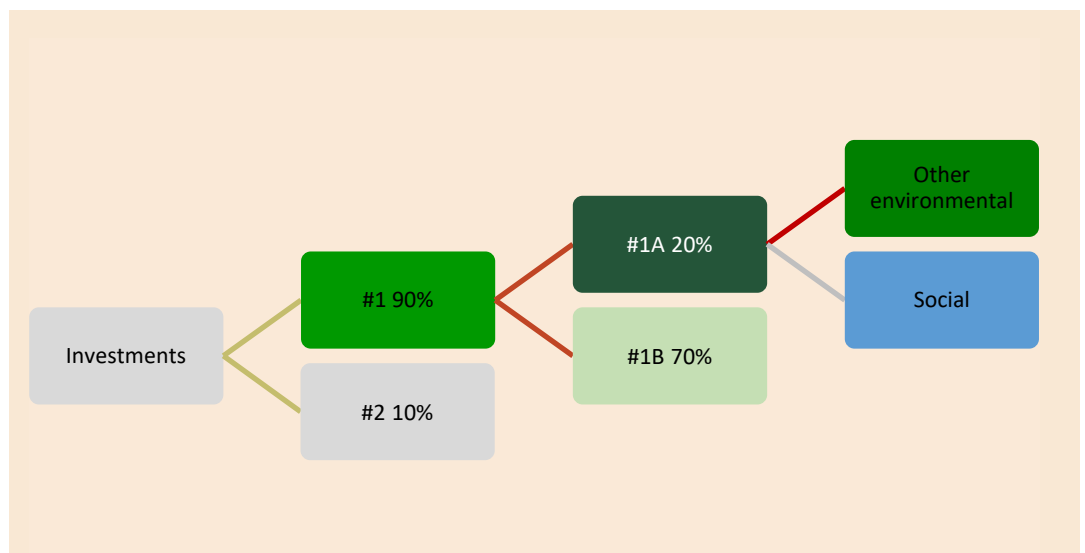 Investments
#1 90%
#2 10%
#1A 20%
#1B 70%
Other
environmental
Social